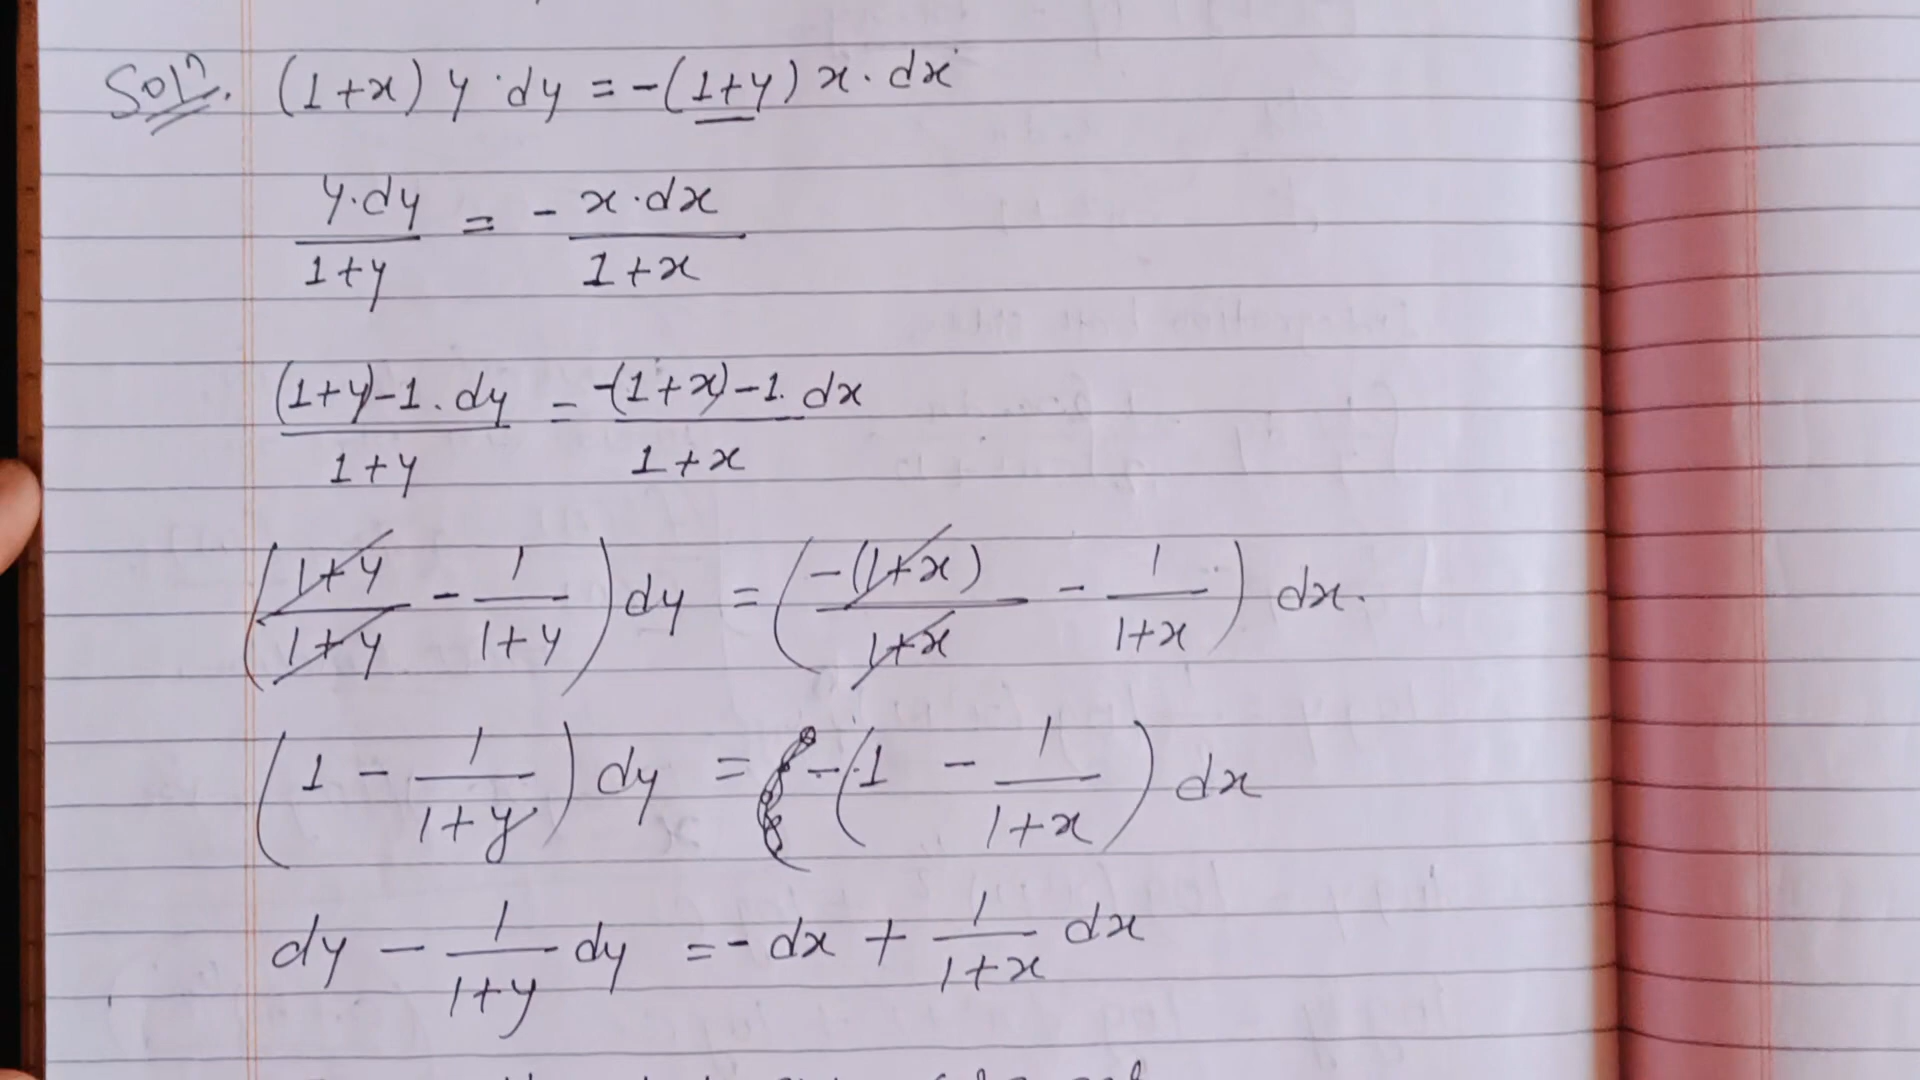 Soln. (1+x) y·dy = -(1+y) x·dx
y·dy/1+y = - x·dx/1+x
(1+y)-1.dy/1+y = -(1+x)-1.dx/1+x
(1+y/1+y - 1/1+y) dy = (-(1+x)/1+x - 1/1+x) dx.
(1 - 1/1+y) dy = -(1 - 1/1+x) dx
dy - 1/1+y dy = - dx + 1/1+x dx